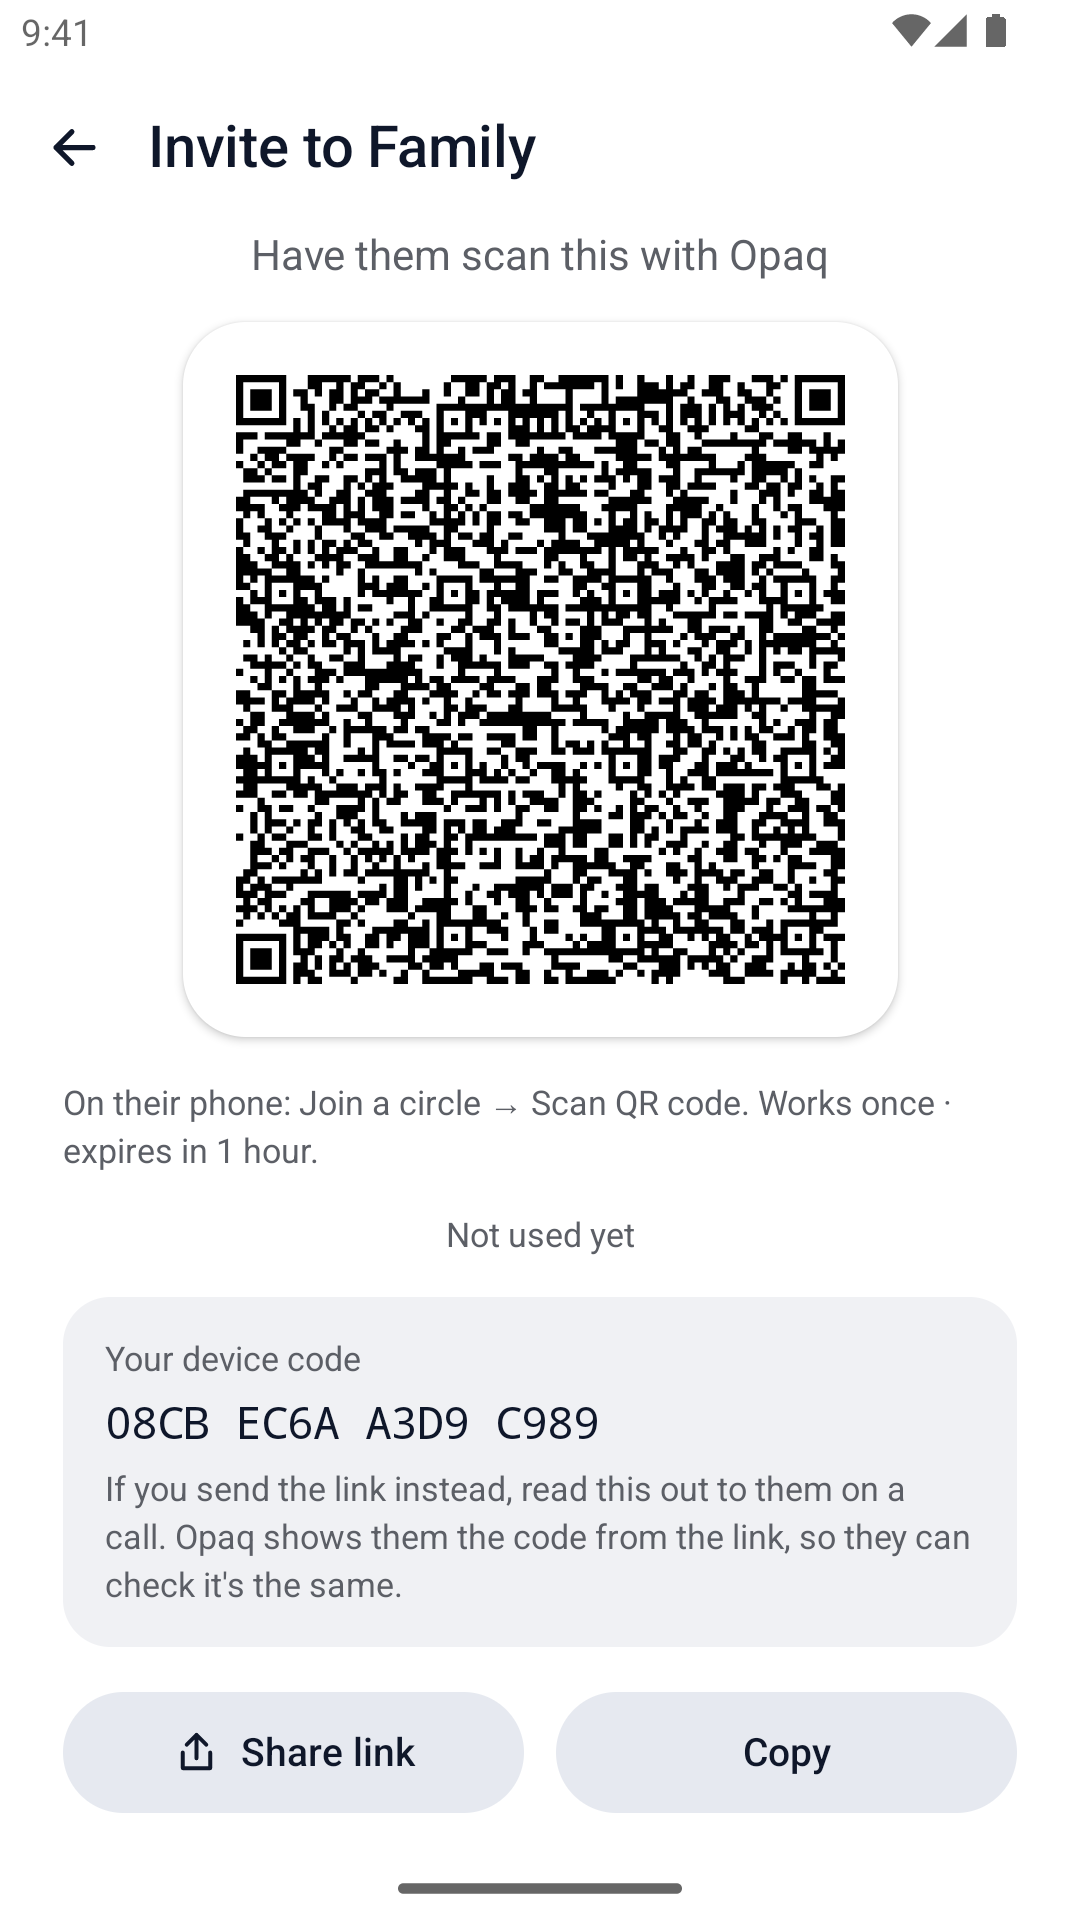 9:41
Invite to Family
Have them scan this with Opaq
On their phone: Join a circle → Scan QR code. Works once ·
expires in 1 hour.
Not used yet
Your device code
08CB EC6A A3D9 C989
If you send the link instead, read this out to them on a
call. Opaq shows them the code from the link, so they can
check it's the same.
Share link
Copy